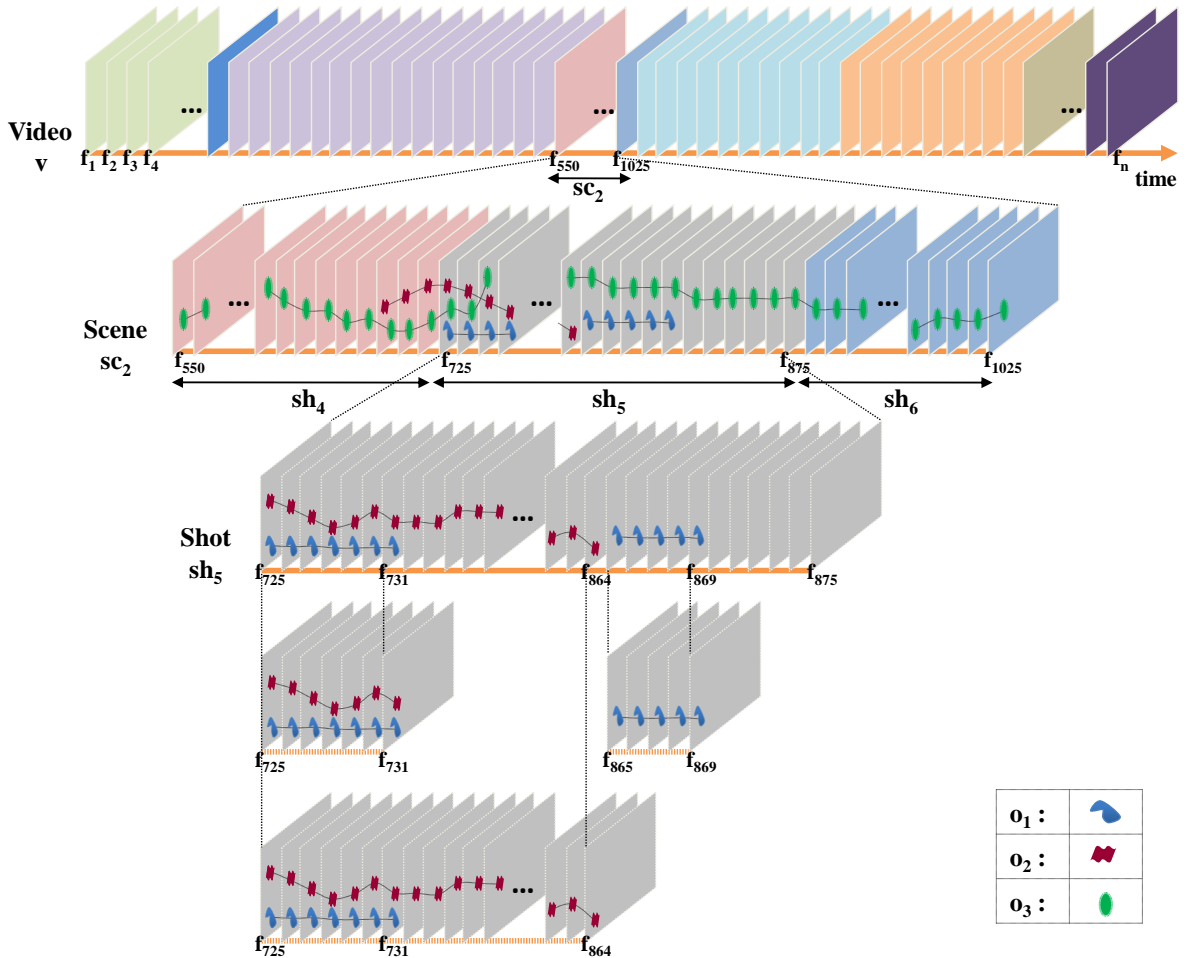 ...
...
...
Video
v
f1 f2 f3 f4
f550
f1025
fn
time
sc2
...
...
...
Scene
sc2
f550
f725
f875
f1025
sh4
sh5
sh6
...
Shot
sh5
f725
f731
f864
f869
f875
f725
f731
f865
f869
...
f725
f731
f864
o1 :
o2 :
o3 :